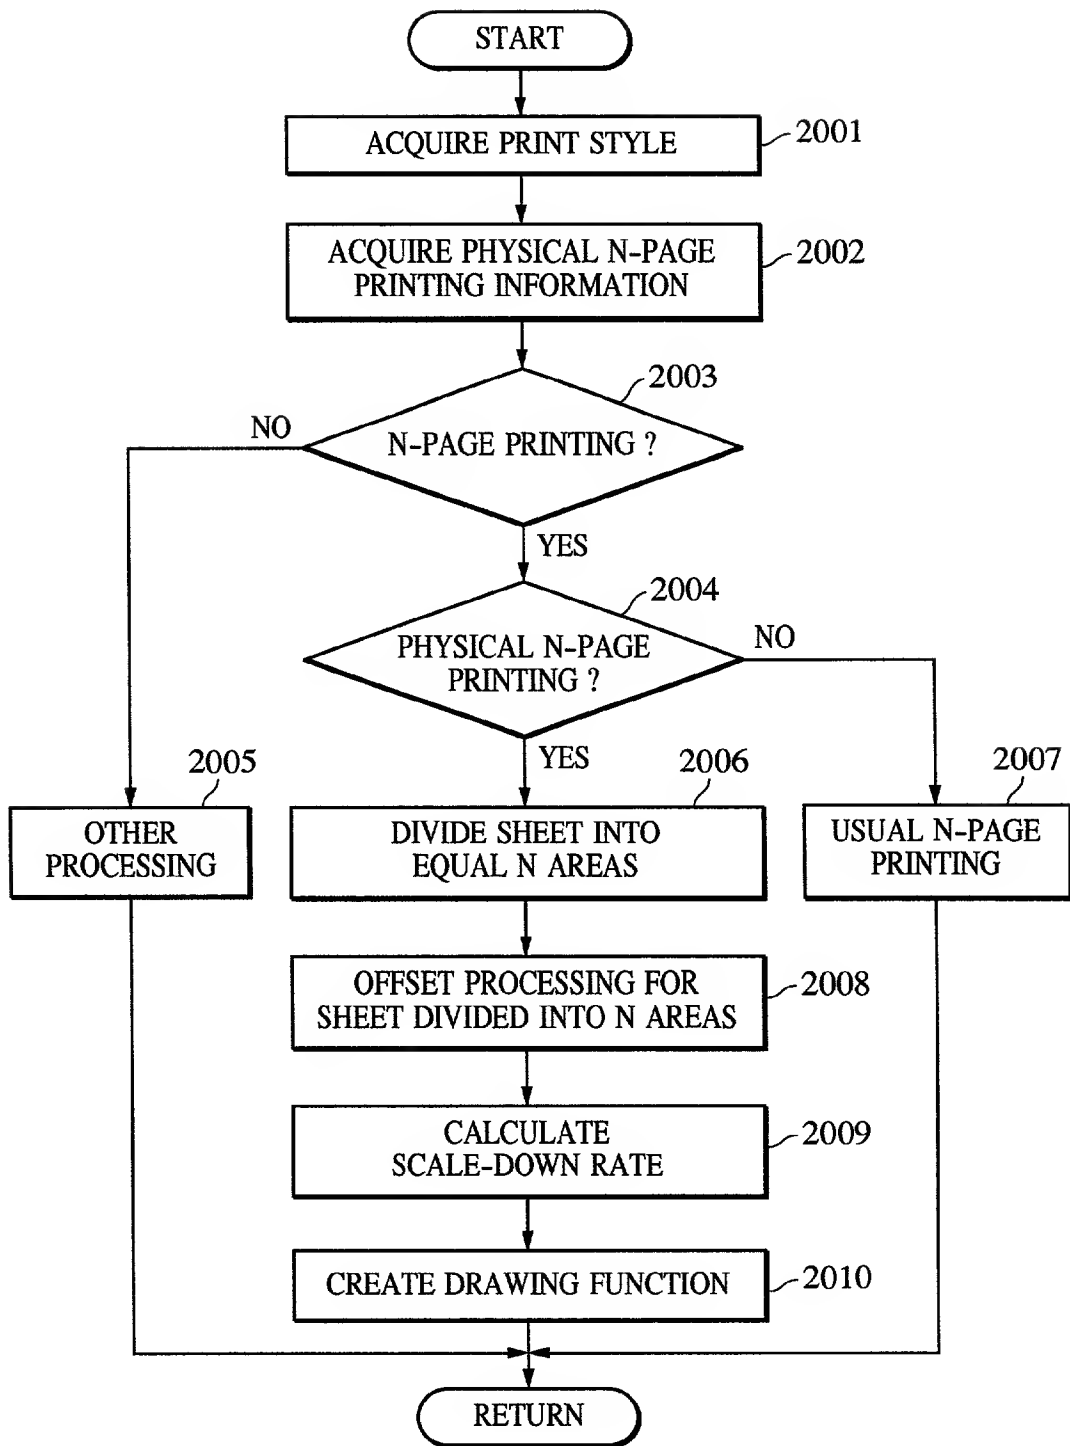 START
ACQUIRE PRINT STYLE
2001
ACQUIRE PHYSICAL N-PAGE
PRINTING INFORMATION
2002
2003
NO
N-PAGE PRINTING ?
YES
2004
PHYSICAL N-PAGE
PRINTING ?
NO
YES
2005
OTHER
PROCESSING
2006
DIVIDE SHEET INTO
EQUAL N AREAS
2007
USUAL N-PAGE
PRINTING
OFFSET PROCESSING FOR
SHEET DIVIDED INTO N AREAS
2008
CALCULATE
SCALE-DOWN RATE
2009
CREATE DRAWING FUNCTION
2010
RETURN